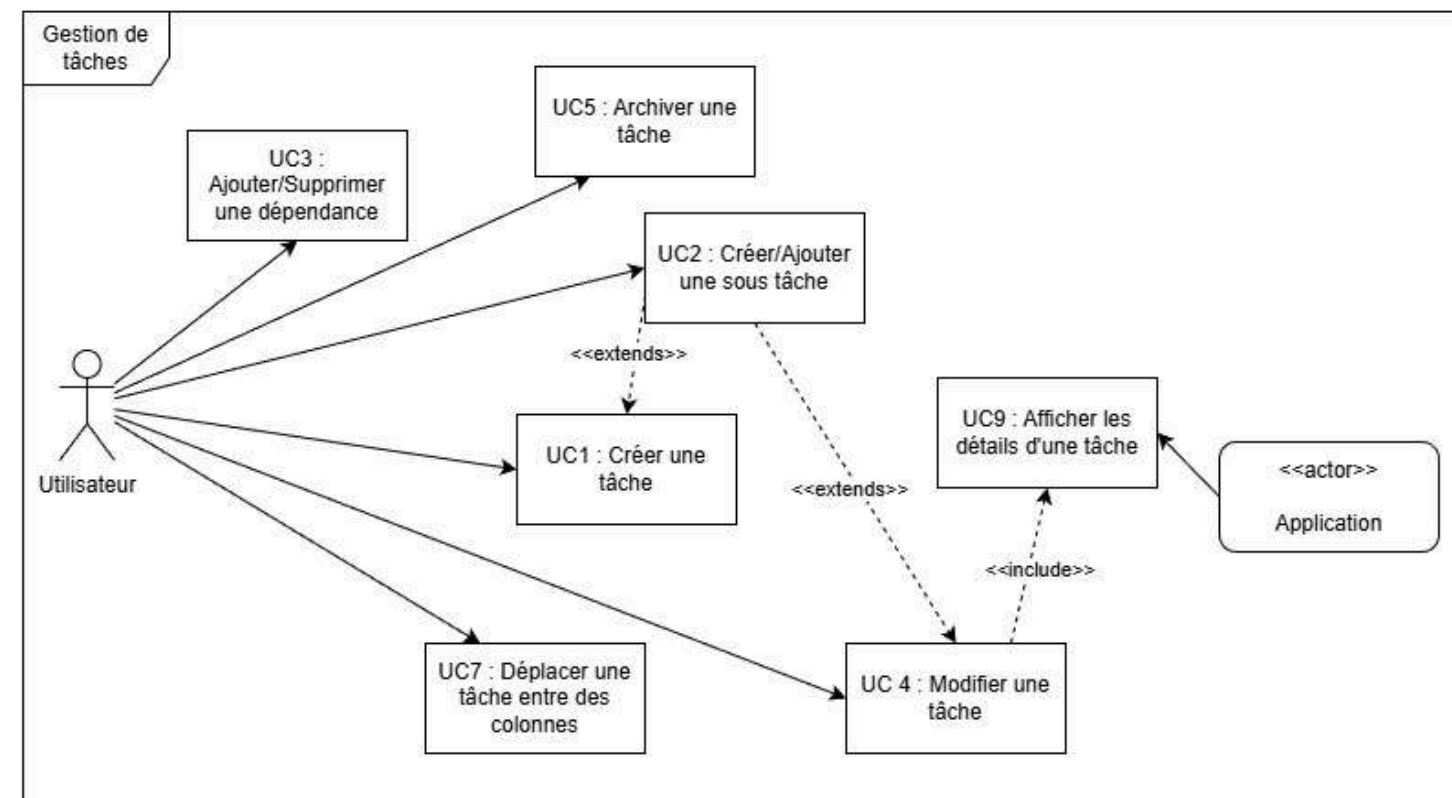 Gestion de
tâches
UC5 : Archiver une
tâche
UC3 :
Ajouter/Supprimer
une dépendance
UC2 : Créer/Ajouter
une sous tâche
<<extends>>
UC9 : Afficher les
détails d'une tâche
<<actor>>
Application
UC1 : Créer une
tâche
Utilisateur
<<extends>>
<<include>>
UC7 : Déplacer une
tâche entre des
colonnes
UC 4 : Modifier une
tâche